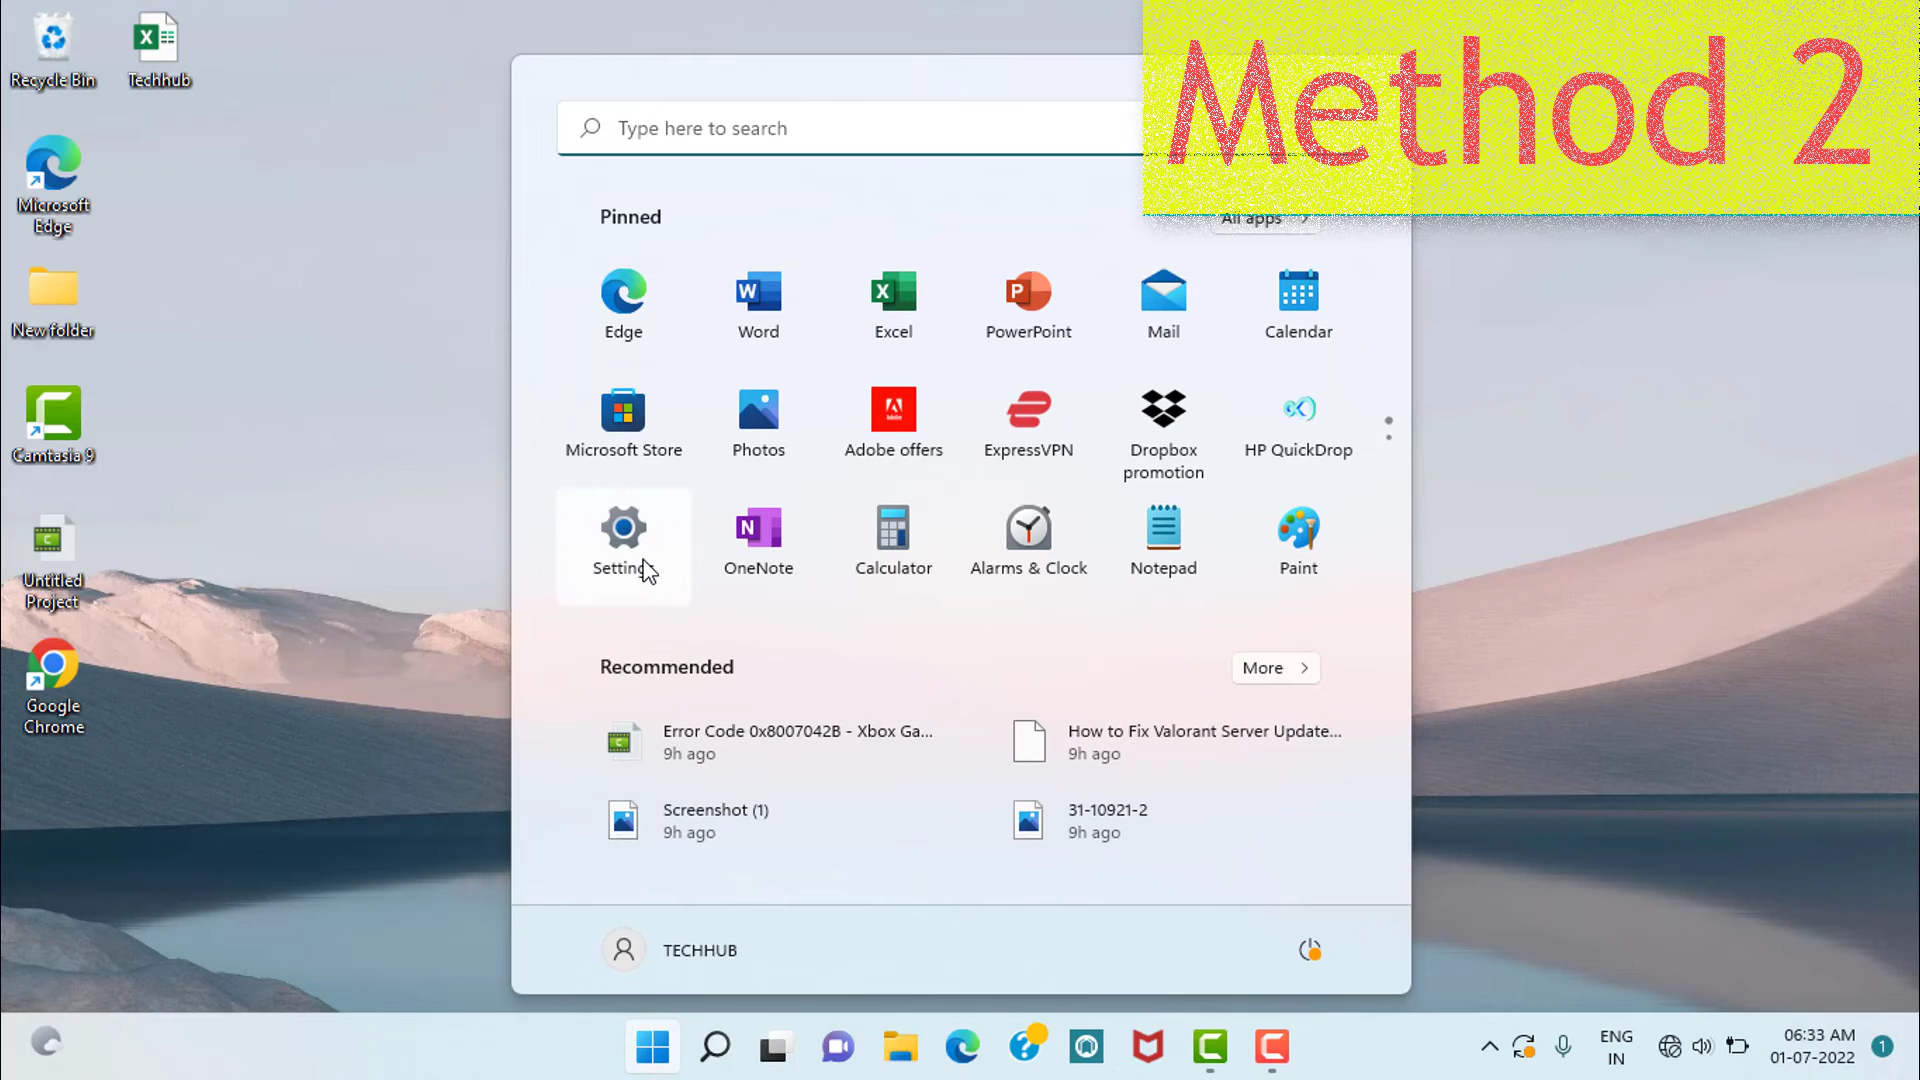 Method 2
Recycle Bin
Techhub
Microsoft
Edge
New folder
Camtasia 9
Untitled
Project
Google
Chrome
Type here to search
Pinned
All apps
Edge
Word
Excel
PowerPoint
Mail
Calendar
Microsoft Store
Photos
Adobe offers
ExpressVPN
Dropbox
promotion
HP QuickDrop
Settings
OneNote
Calculator
Alarms & Clock
Notepad
Paint
Recommended
More
Error Code 0x8007042B - Xbox Ga...
9h ago
How to Fix Valorant Server Update...
9h ago
Screenshot (1)
9h ago
31-10921-2
9h ago
TECHHUB
ENG
IN
06:33 AM
01-07-2022
1